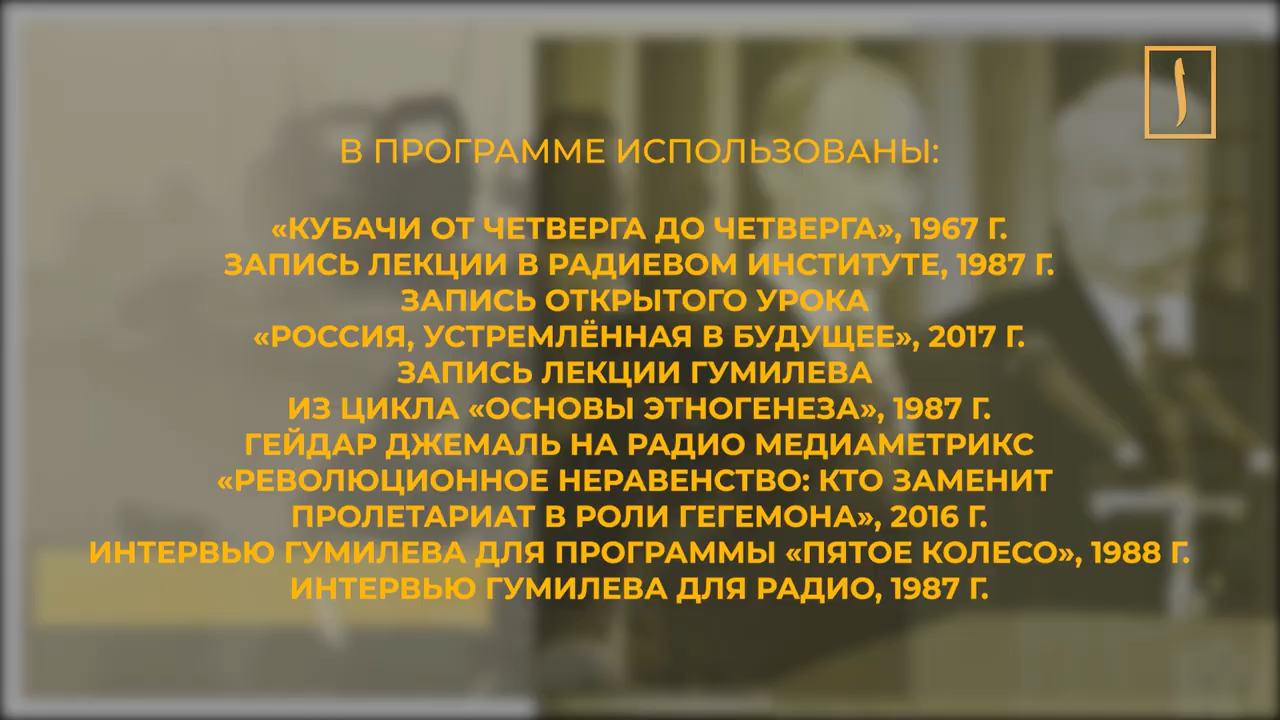 В ПРОГРАММЕ ИСПОЛЬЗОВАНЫ:
«КУБАЧИ ОТ ЧЕТВЕРГА ДО ЧЕТВЕРГА», 1967 Г.
ЗАПИСЬ ЛЕКЦИИ В РАДИЕВОМ ИНСТИТУТЕ, 1987 Г.
ЗАПИСЬ ОТКРЫТОГО УРОКА
«РОССИЯ, УСТРЕМЛЁННАЯ В БУДУЩЕЕ», 2017 Г.
ЗАПИСЬ ЛЕКЦИИ ГУМИЛЕВА
ИЗ ЦИКЛА «ОСНОВЫ ЭТНОГЕНЕЗА», 1987 Г.
ГЕЙДАР ДЖЕМАЛЬ НА РАДИО МЕДИАМЕТРИКС
«РЕВОЛЮЦИОННОЕ НЕРАВЕНСТВО: КТО ЗАМЕНИТ
ПРОЛЕТАРИАТ В РОЛИ ГЕГЕМОНА», 2016 Г.
ИНТЕРВЬЮ ГУМИЛЕВА ДЛЯ ПРОГРАММЫ «ПЯТОЕ КОЛЕСО», 1988 Г.
ИНТЕРВЬЮ ГУМИЛЕВА ДЛЯ РАДИО, 1987 Г.